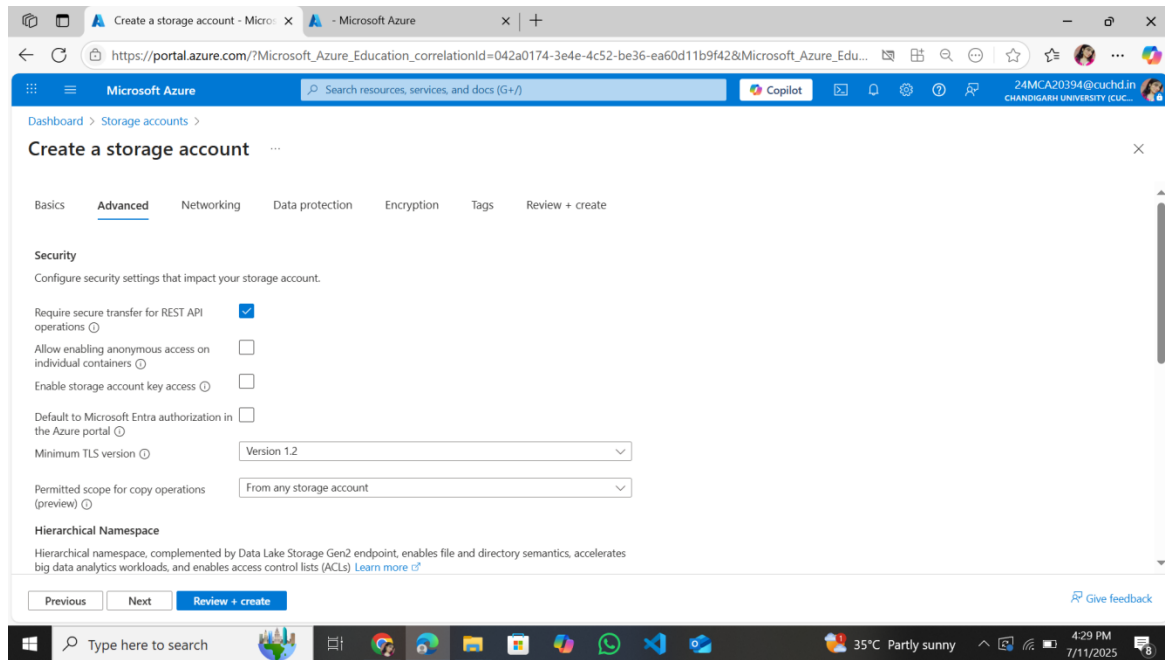 Create a storage account - Micros
- Microsoft Azure
https://portal.azure.com/?Microsoft_Azure_Education_correlationId=042a0174-3e4e-4c52-be36-ea60d11b9f42&Microsoft_Azure_Edu...
Microsoft Azure
Search resources, services, and docs (G+/)
Copilot
24MCA20394@cuchd.in
CHANDIGARH UNIVERSITY (CUC...
Dashboard > Storage accounts >
Create a storage account ...
Basics Advanced Networking Data protection Encryption Tags Review + create
Security
Configure security settings that impact your storage account.
Require secure transfer for REST API
operations
Allow enabling anonymous access on
individual containers
Enable storage account key access
Default to Microsoft Entra authorization in
the Azure portal
Minimum TLS version
Version 1.2
Permitted scope for copy operations
(preview)
From any storage account
Hierarchical Namespace
Hierarchical namespace, complemented by Data Lake Storage Gen2 endpoint, enables file and directory semantics, accelerates
big data analytics workloads, and enables access control lists (ACLs) Learn more
Previous Next Review + create
Give feedback
Type here to search
35°C Partly sunny
4:29 PM
7/11/2025
8